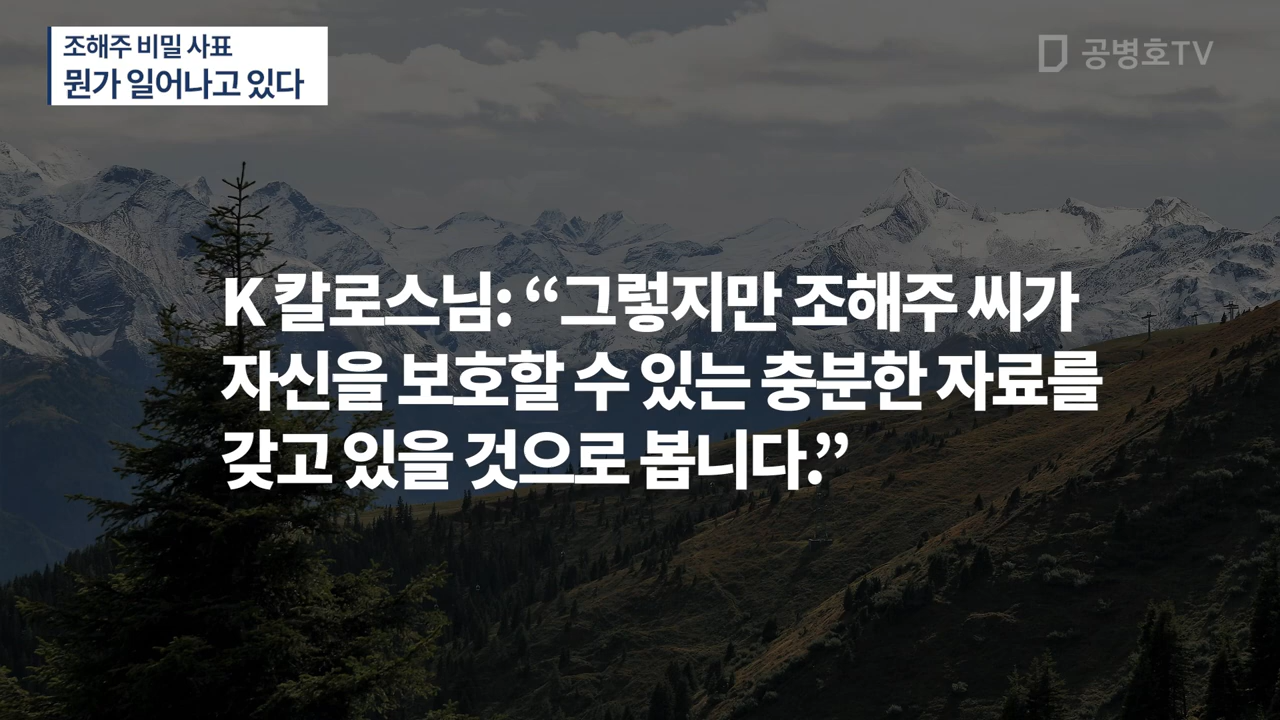 조해주 비밀 사표
뭔가 일어나고 있다
공병호TV
K 칼로스님: “그렇지만 조해주 씨가
자신을 보호할 수 있는 충분한 자료를
갖고 있을 것으로 봅니다.”